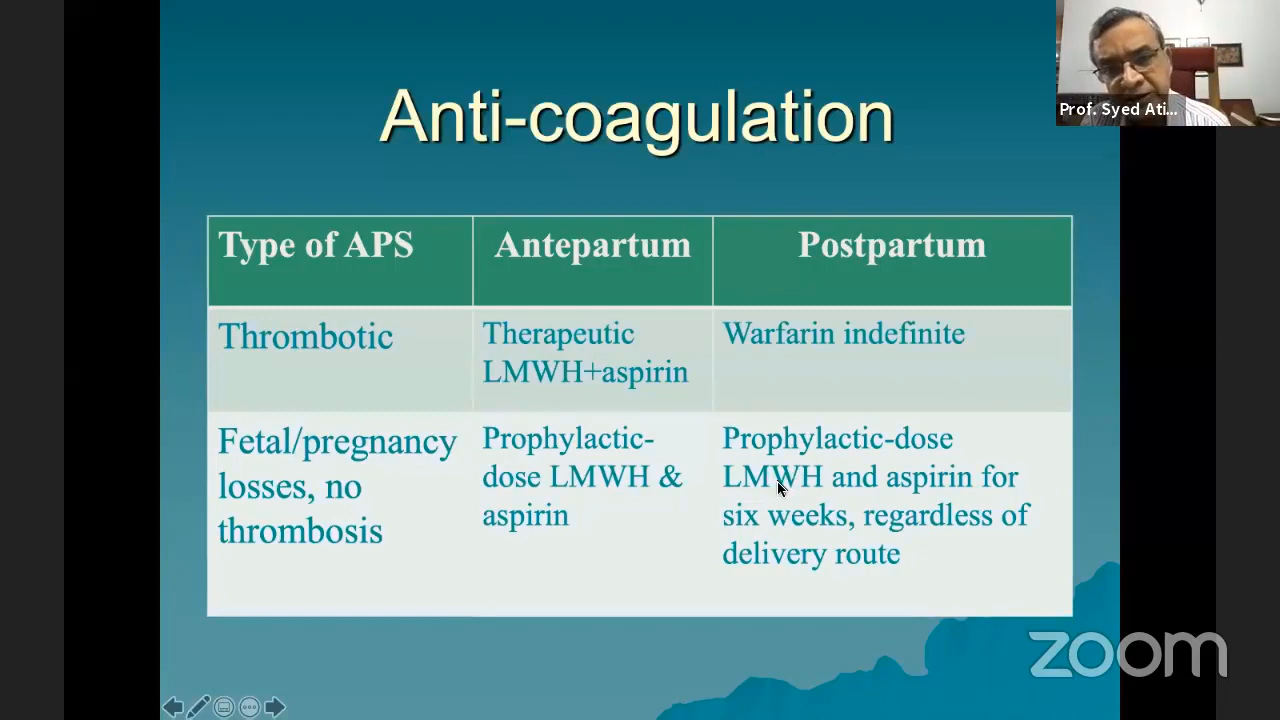 Anti-coagulation
Prof. Syed Ati...
Type of APS
Antepartum
Postpartum
Thrombotic
Therapeutic
LMWH+aspirin
Warfarin indefinite
Fetal/pregnancy
losses, no
thrombosis
Prophylactic-
dose LMWH &
aspirin
Prophylactic-dose
LMWH and aspirin for
six weeks, regardless of
delivery route
zoom